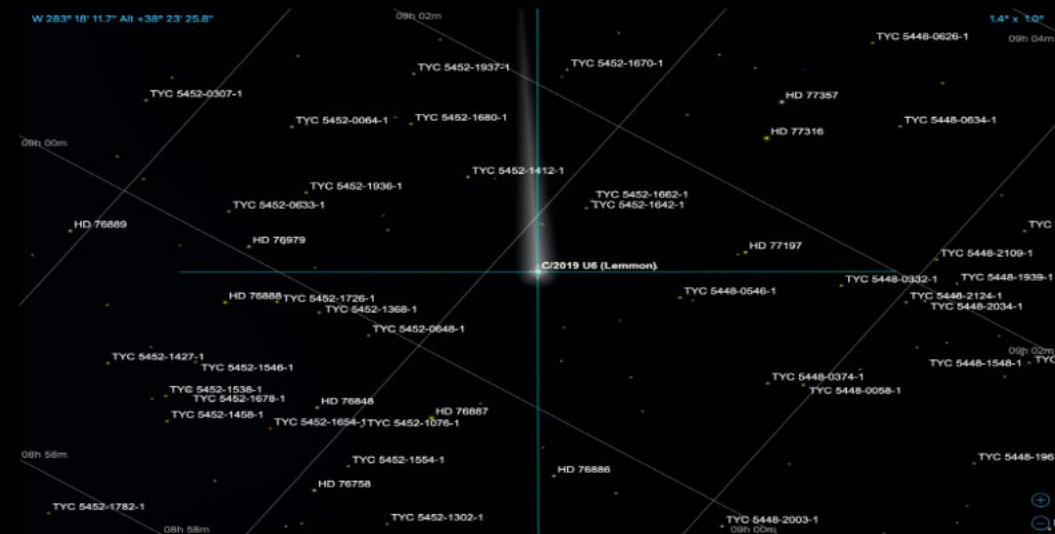 W 283° 18' 11.7" Alt +38° 23' 25.8"
09h 02m
1.4° x 1.0°
TYC 5448-0626-1
09h 04m
TYC 5452-1937-1
TYC 5452-1670-1
TYC 5452-0307-1
HD 77357
TYC 5452-0064-1
TYC 5452-1680-1
TYC 5448-0634-1
HD 77316
09h 00m
TYC 5452-1412-1
TYC 5452-1936-1
TYC 5452-1662-1
TYC 5452-0633-1
TYC 5452-1642-1
HD 76889
TYC
HD 76979
HD 77197
TYC 5448-2109-1
C/2019 U6 (Lemmon)
TYC 5448-0332-1
TYC 5448-1939-1
TYC 5448-0546-1
HD 76888
TYC 5452-1726-1
TYC 5448-2124-1
TYC 5452-1368-1
TYC 5448-2034-1
TYC 5452-0648-1
09h 02m
TYC 5452-1427-1
TYC 5448-1548-1
TYC
TYC 5452-1546-1
TYC 5448-0374-1
TYC 5452-1538-1
TYC 5448-0058-1
TYC 5452-1678-1
HD 76848
TYC 5452-1458-1
HD 76887
TYC 5452-1654-1
TYC 5452-1076-1
08h 58m
TYC 5452-1554-1
TYC 5448-196
HD 76886
HD 76758
TYC 5452-1782-1
TYC 5452-1302-1
TYC 5448-2003-1
08h 58m
09h 00m